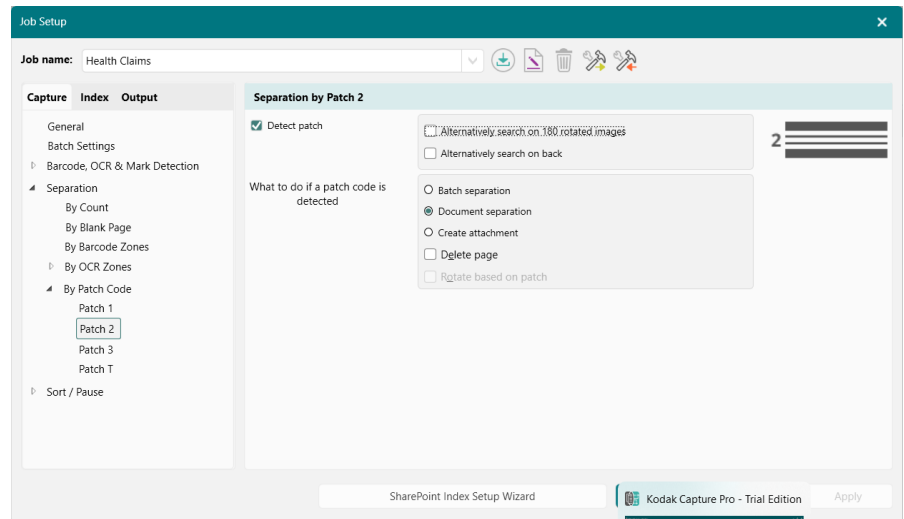 Job Setup
Job name: Health Claims
Capture Index Output
General
Batch Settings
Barcode, OCR & Mark Detection
Separation
By Count
By Blank Page
By Barcode Zones
By OCR Zones
By Patch Code
Patch 1
Patch 2
Patch 3
Patch T
Sort / Pause
Separation by Patch 2
Detect patch
Alternatively search on 180 rotated images
Alternatively search on back
2
What to do if a patch code is
detected
Batch separation
Document separation
Create attachment
Delete page
Rotate based on patch
SharePoint Index Setup Wizard
Kodak Capture Pro - Trial Edition
Apply